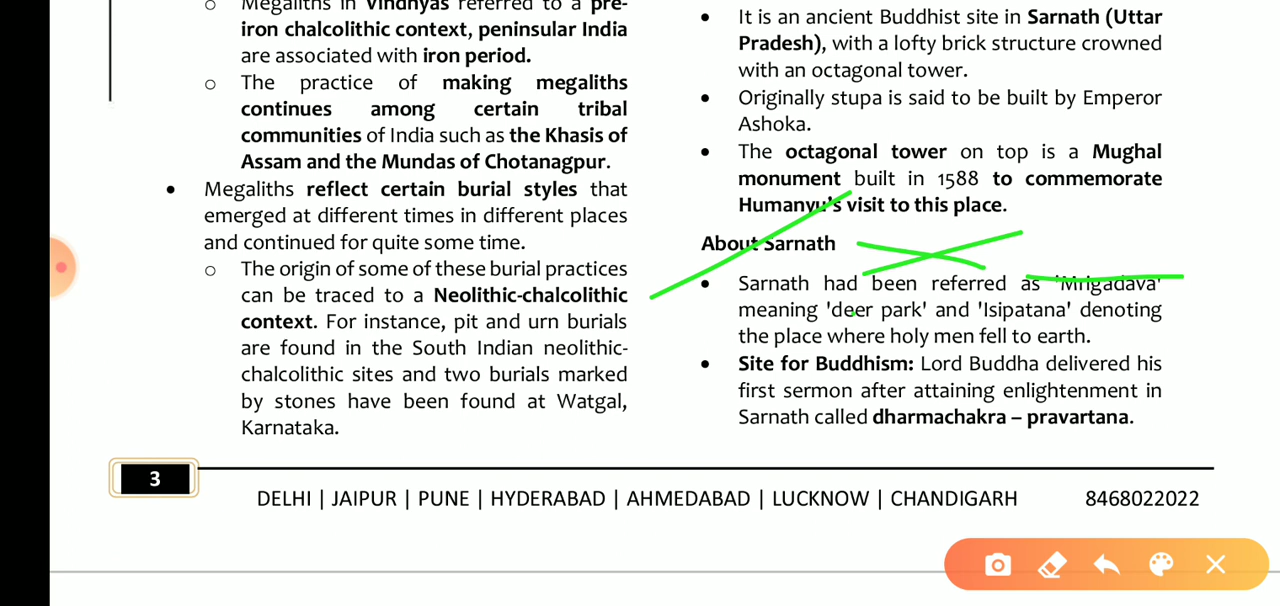 Megaliths in Vindhyas referred to a pre-
iron chalcolithic context, peninsular India
are associated with iron period.
The practice of making megaliths
continues among certain tribal
communities of India such as the Khasis of
Assam and the Mundas of Chotanagpur.
Megaliths reflect certain burial styles that
emerged at different times in different places
and continued for quite some time.
The origin of some of these burial practices
can be traced to a Neolithic-chalcolithic
context. For instance, pit and urn burials
are found in the South Indian neolithic-
chalcolithic sites and two burials marked
by stones have been found at Watgal,
Karnataka.
It is an ancient Buddhist site in Sarnath (Uttar
Pradesh), with a lofty brick structure crowned
with an octagonal tower.
Originally stupa is said to be built by Emperor
Ashoka.
The octagonal tower on top is a Mughal
monument built in 1588 to commemorate
Humanyu's visit to this place.
About Sarnath
Sarnath had been referred as 'Mrigadava'
meaning 'deer park' and 'Isipatana' denoting
the place where holy men fell to earth.
Site for Buddhism: Lord Buddha delivered his
first sermon after attaining enlightenment in
Sarnath called dharmachakra – pravartana.
3
DELHI | JAIPUR | PUNE | HYDERABAD | AHMEDABAD | LUCKNOW | CHANDIGARH 8468022022